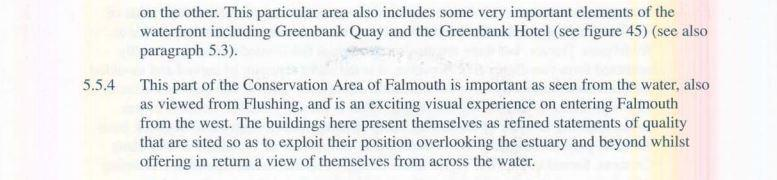 on the other. This particular area also includes some very important elements of the
waterfront including Greenbank Quay and the Greenbank Hotel (see figure 45) (see also
paragraph 5.3).
5.5.4 This part of the Conservation Area of Falmouth is important as seen from the water, also
as viewed from Flushing, and is an exciting visual experience on entering Falmouth
from the west. The buildings here present themselves as refined statements of quality
that are sited so as to exploit their position overlooking the estuary and beyond whilst
offering in return a view of themselves from across the water.